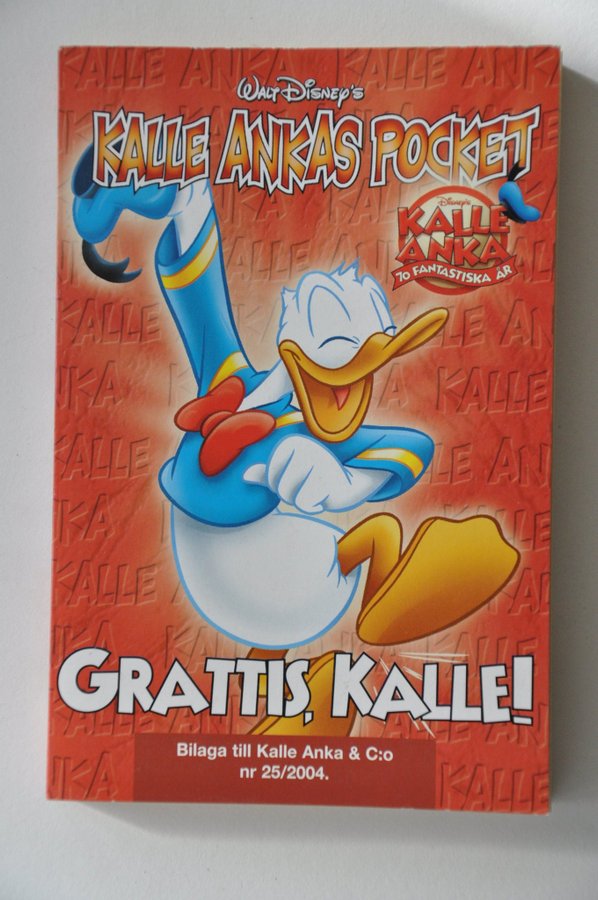 WALT DISNEY'S
KALLE ANKAS POCKET
DISNEY'S
KALLE
ANKA
70 FANTASTISKA ÅR
GRATTIS, KALLE!
Bilaga till Kalle Anka & C:o
nr 25/2004.